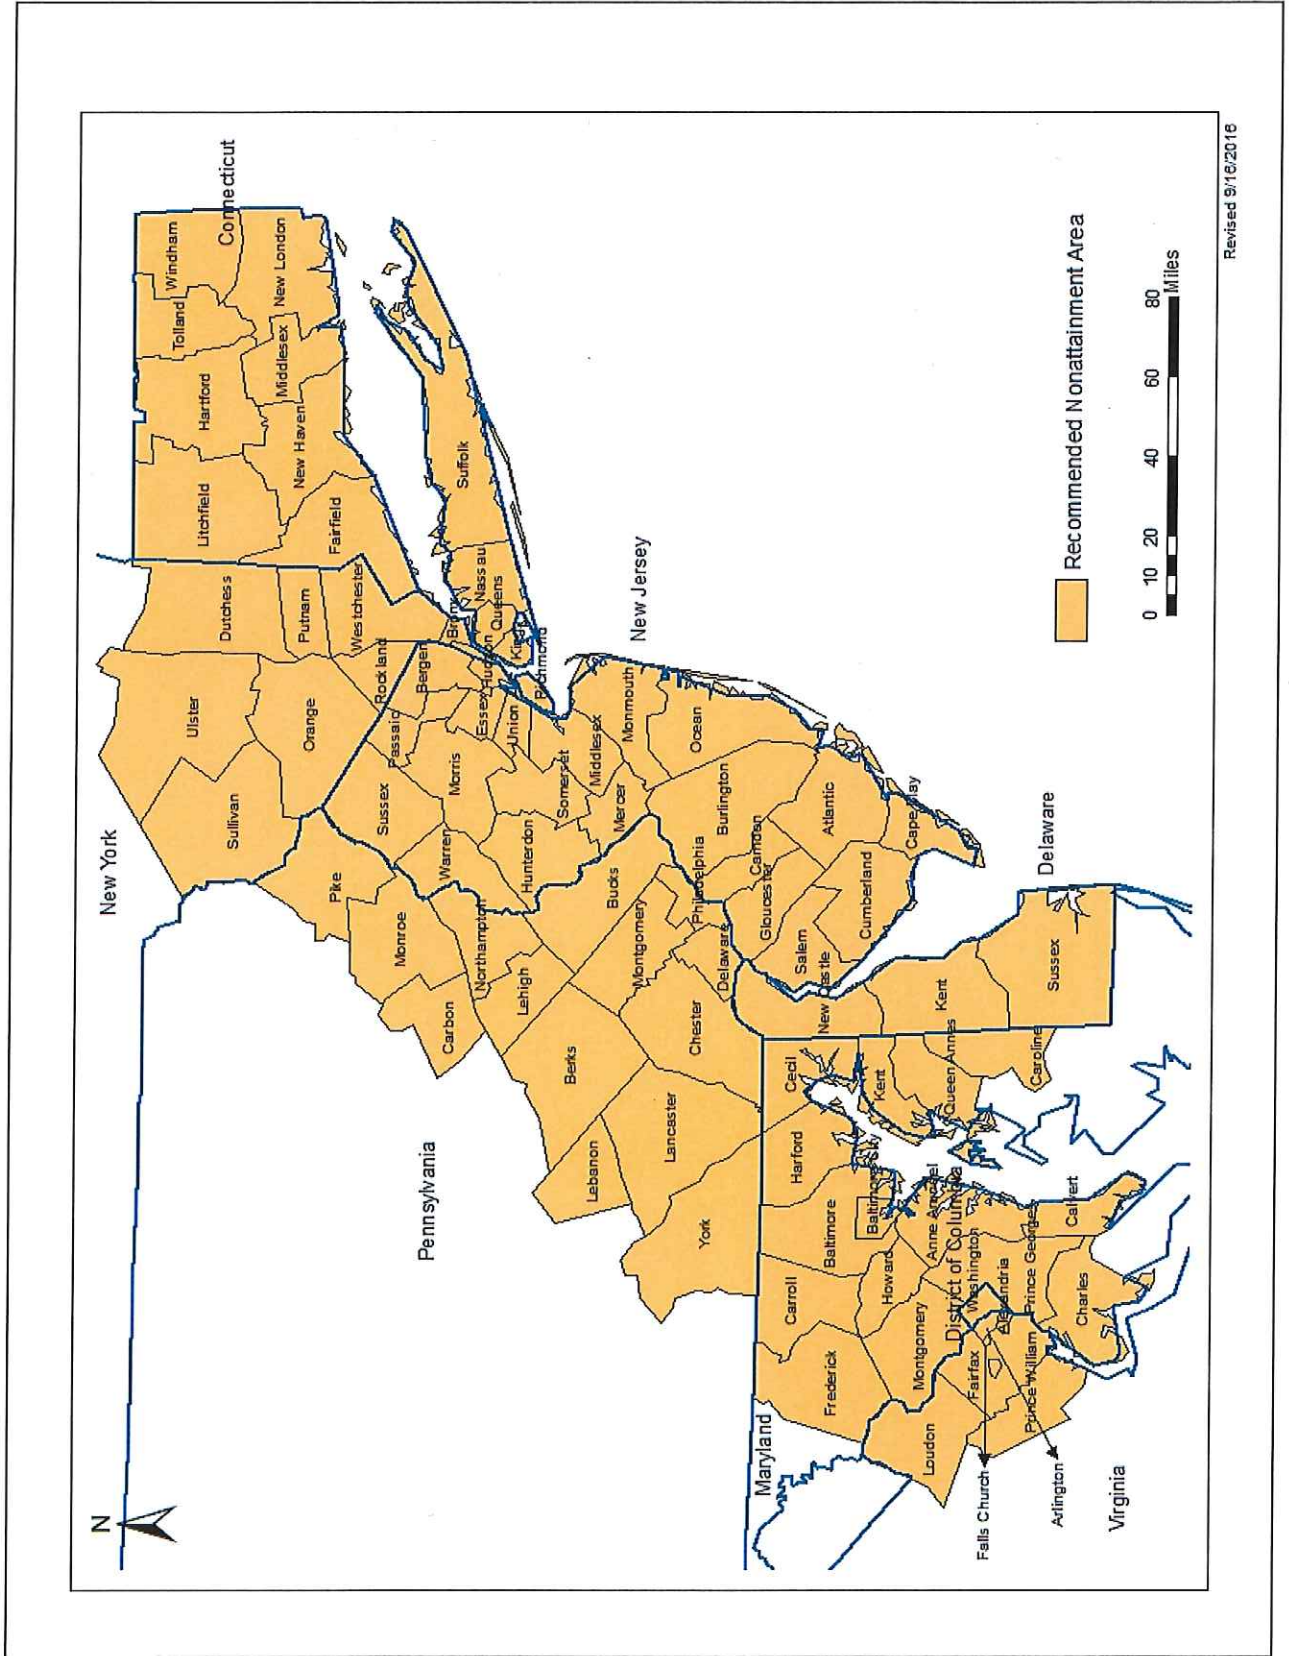 N
New York
Connecticut
Pennsylvania
New Jersey
Maryland
Delaware
Virginia
District of Columbia
Windham
Tolland
Hartford
Litchfield
New London
Middlesex
New Haven
Fairfield
Dutchess
Putnam
Westchester
Rockland
Ulster
Sullivan
Orange
Suffolk
Nassau
Queens
Richmond
Sussex
Passaic
Bergen
Hudson
Essex
Union
Morris
Warren
Hunterdon
Somerset
Middlesex
Monmouth
Mercer
Ocean
Burlington
Camden
Gloucester
Atlantic
Salem
Cumberland
Cape May
Pike
Monroe
Carbon
Northampton
Lehigh
Bucks
Montgomery
Philadelphia
Delaware
Chester
Berks
Lancaster
Lebanon
York
New Castle
Kent
Sussex
Cecil
Harford
Kent
Queen Annes
Caroline
Baltimore
Baltimore City
Carroll
Howard
Anne Arundel
Frederick
Montgomery
Washington
Prince Georges
Calvert
Charles
Alexandria
Fairfax
Prince William
Loudon
Falls Church
Arlington
Recommended Nonattainment Area
0 10 20 40 60 80
Miles
Revised 9/16/2016